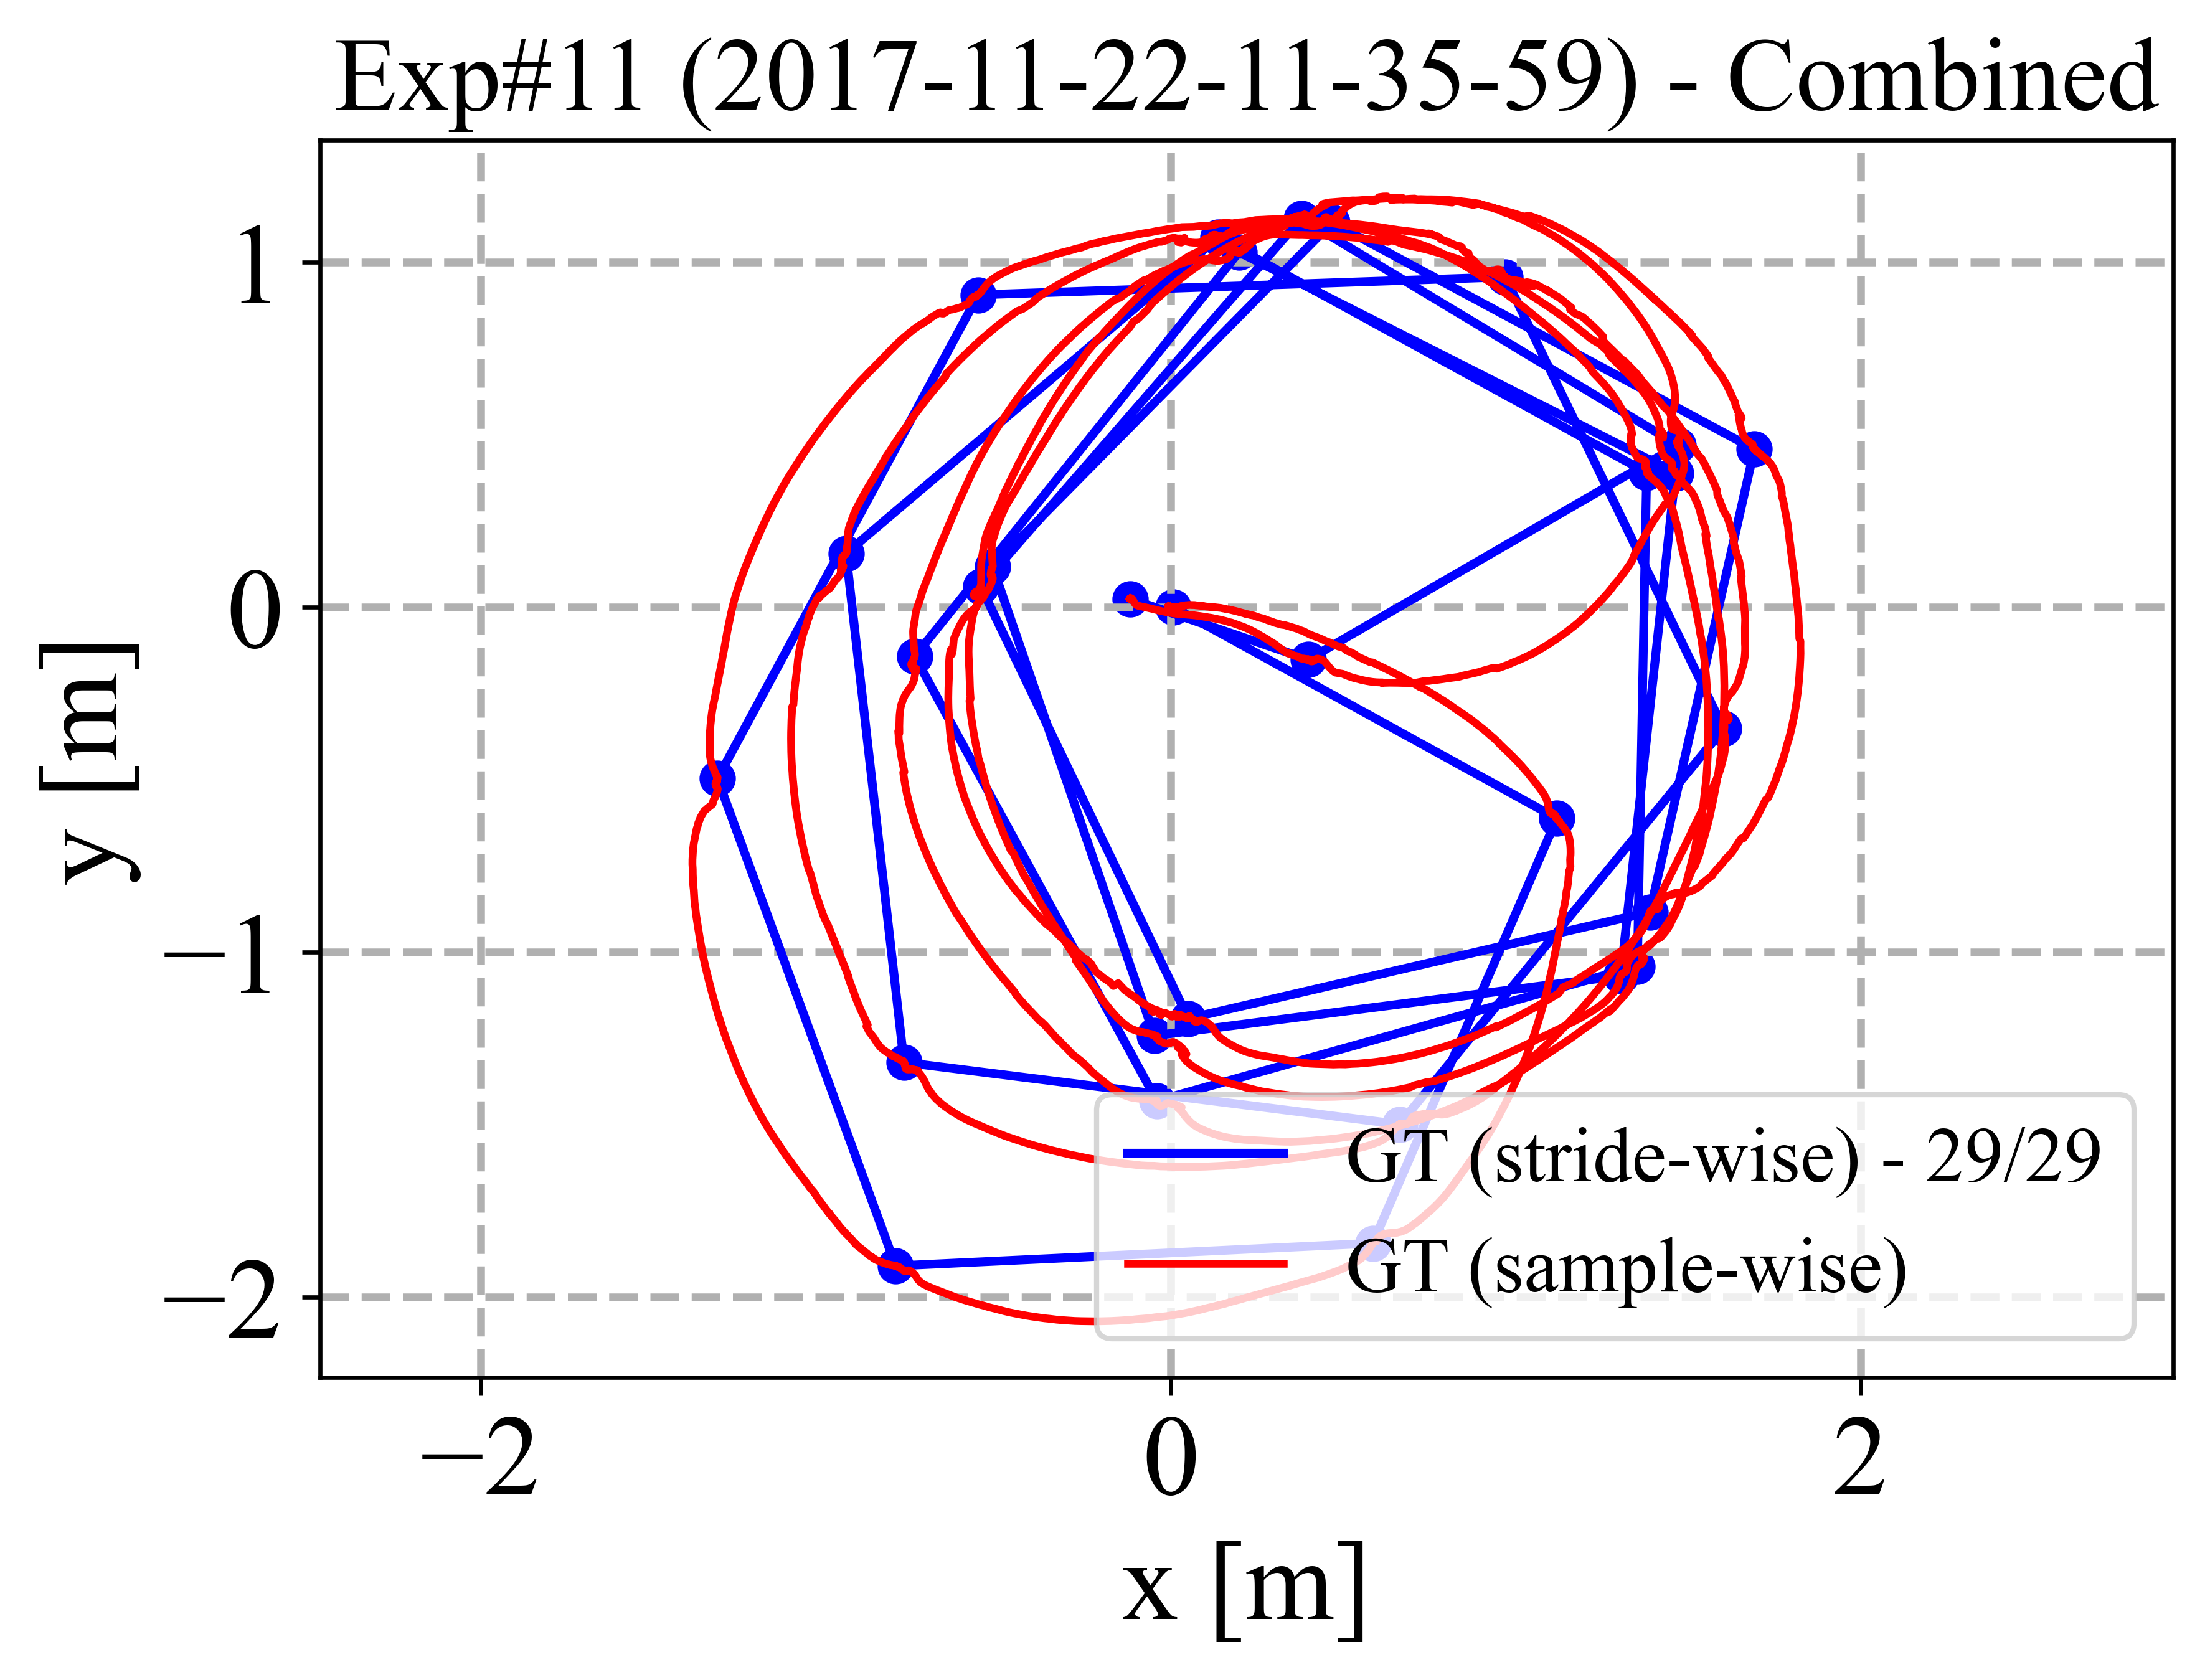 Exp#11 (2017-11-22-11-35-59) - Combined
1
0
−1
−2
y [m]
GT (stride-wise) - 29/29
GT (sample-wise)
−2 0 2
x [m]